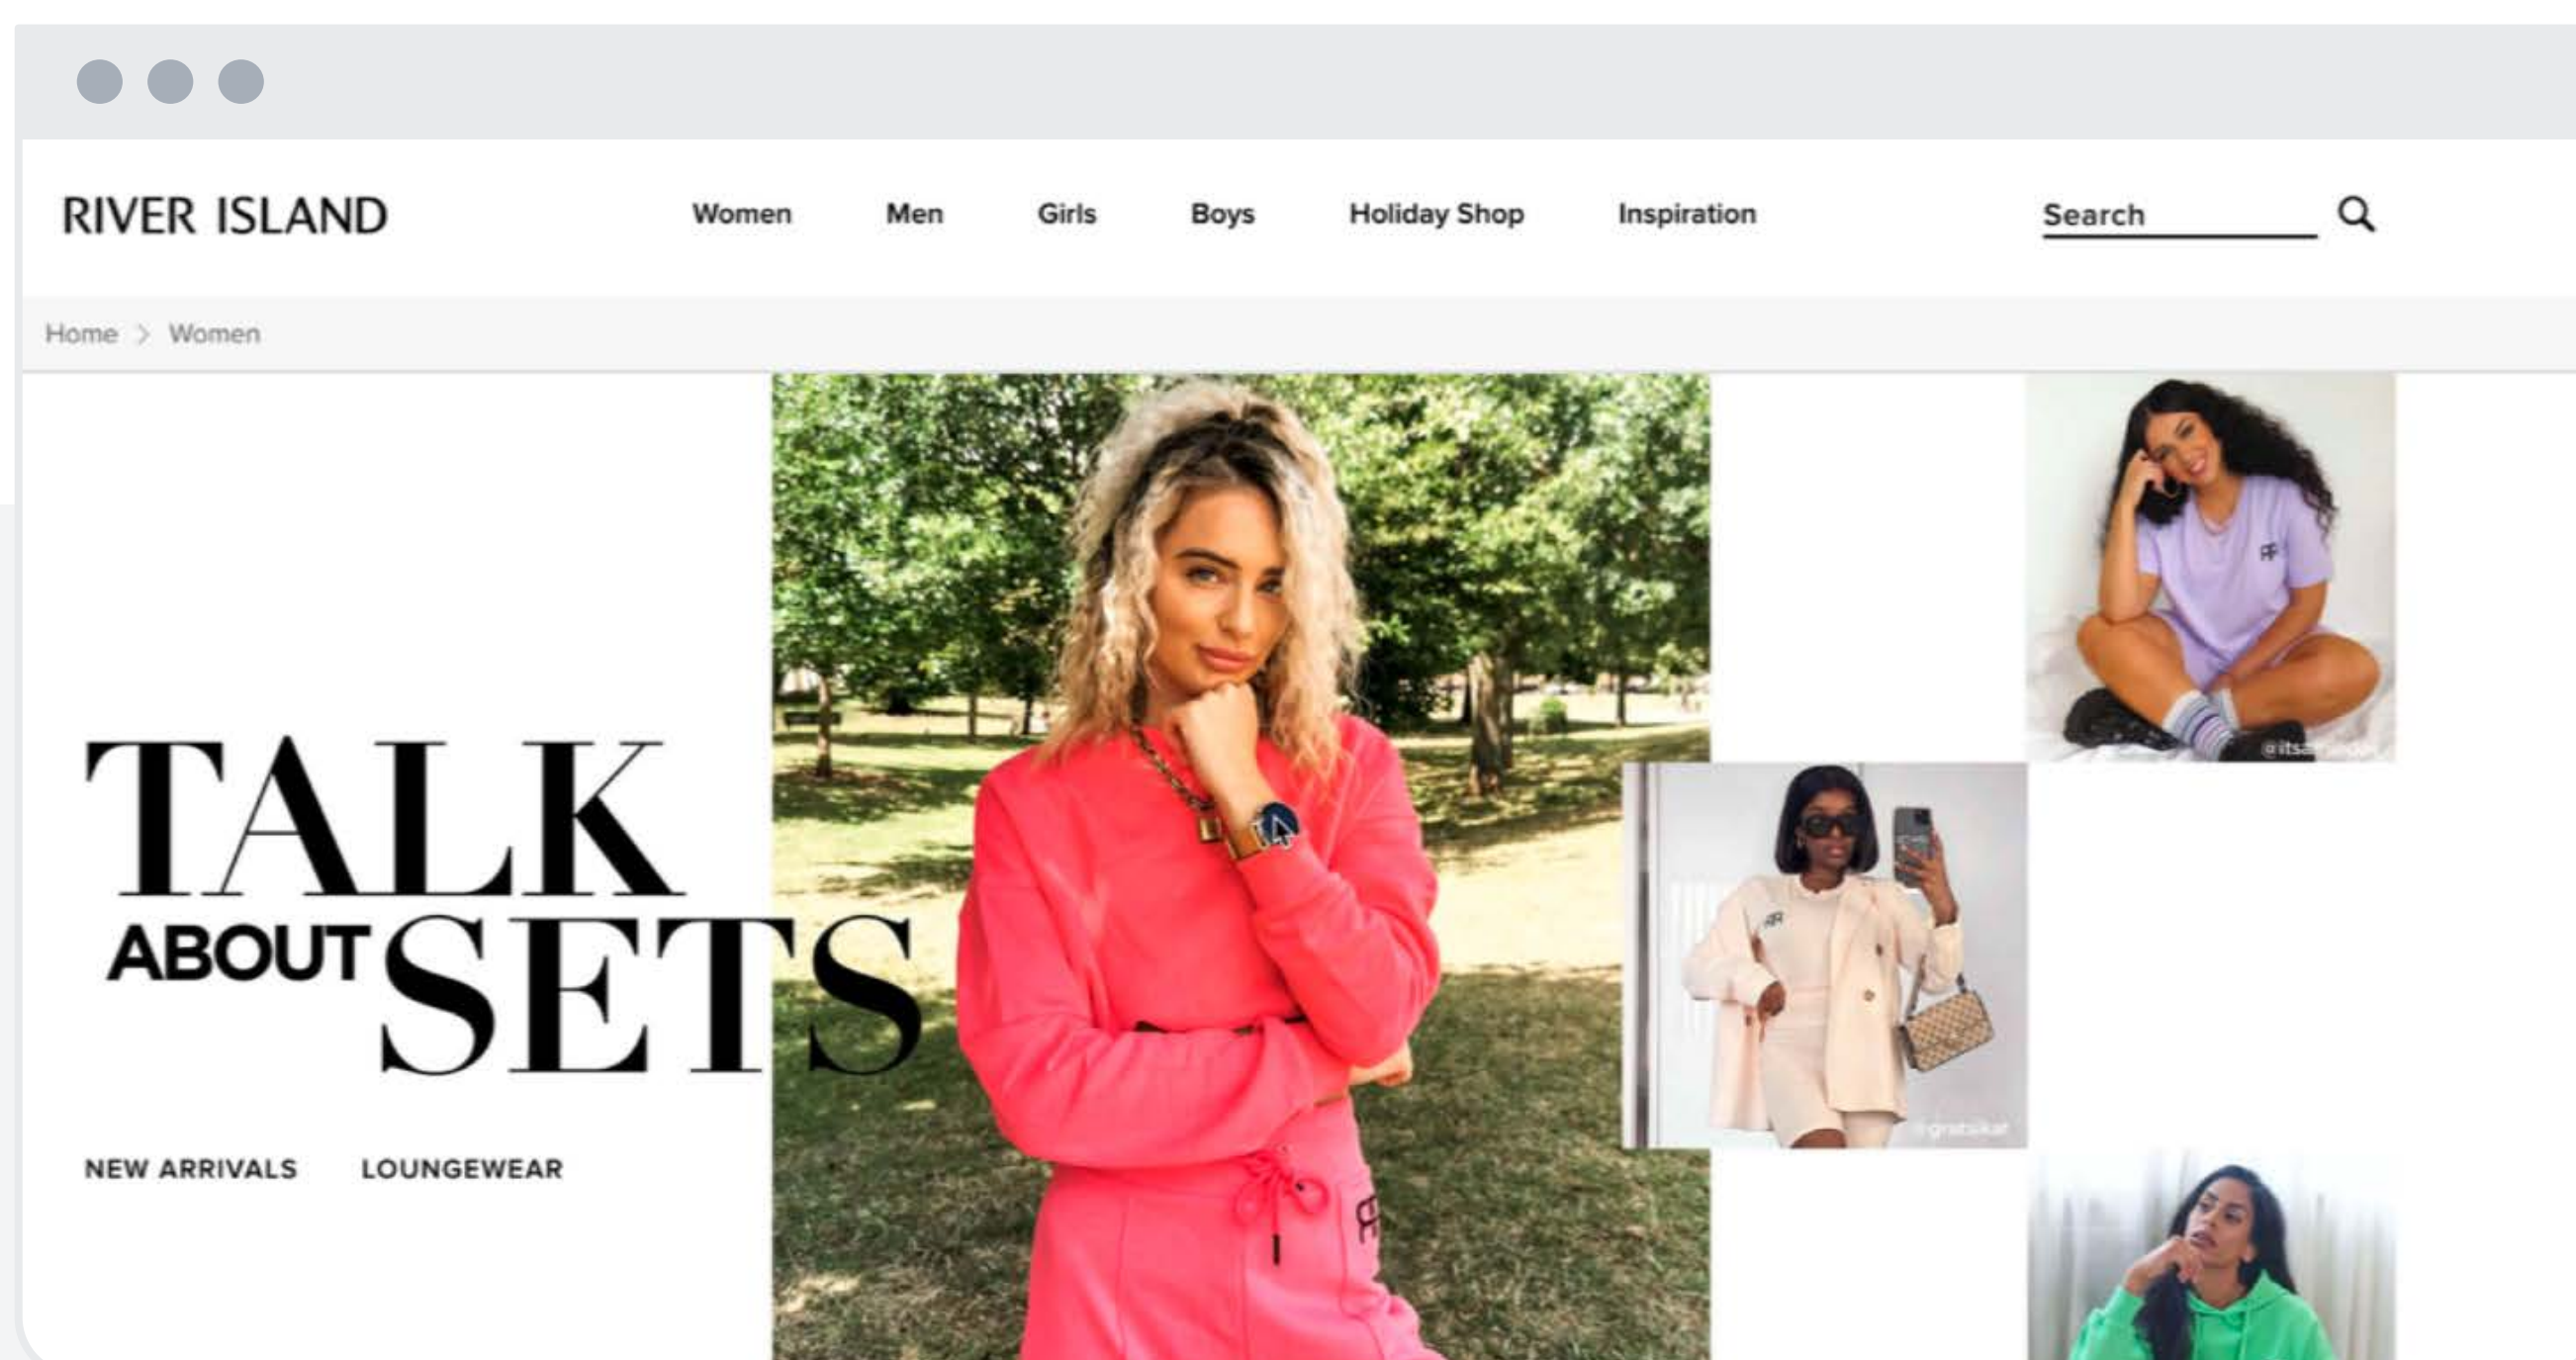 RIVER ISLAND
Women Men Girls Boys Holiday Shop Inspiration
Search
Home > Women
TALK
ABOUT SETS
NEW ARRIVALS LOUNGEWEAR